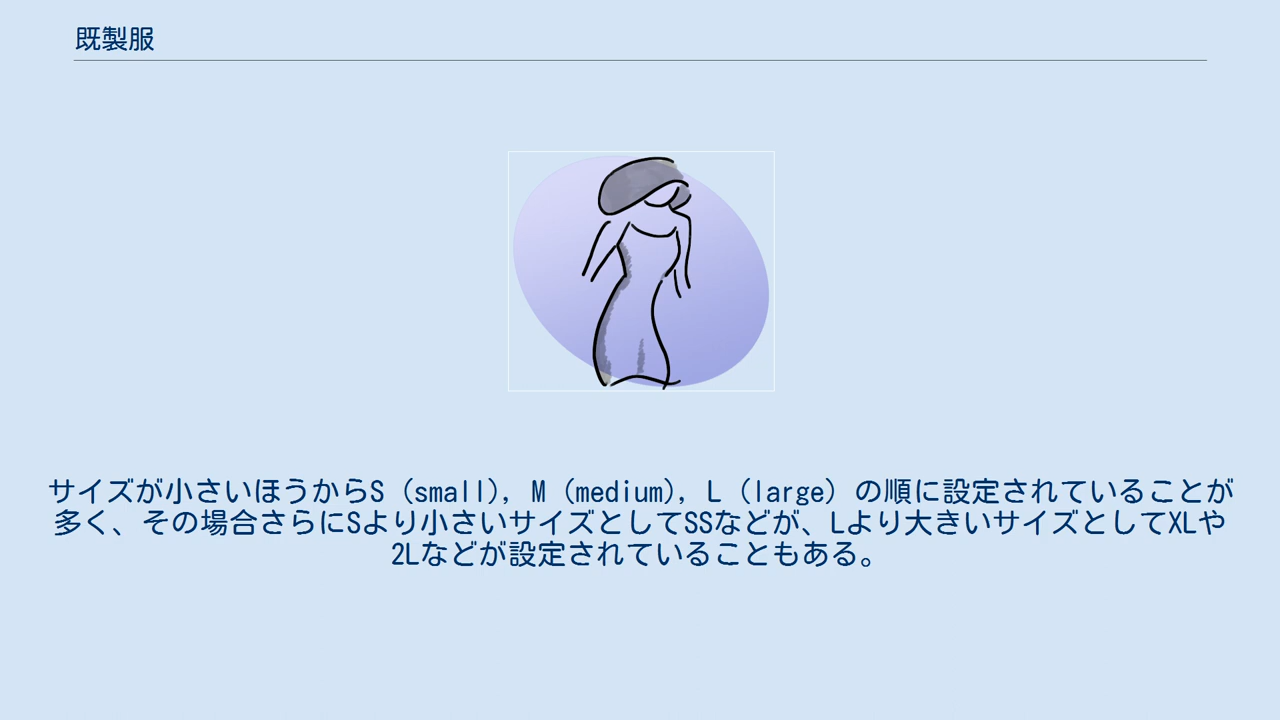 既製服
サイズが小さいほうからS（small), M（medium), L（large）の順に設定されていることが
多く、その場合さらにSより小さいサイズとしてSSなどが、Lより大きいサイズとしてXLや
2Lなどが設定されていることもある。